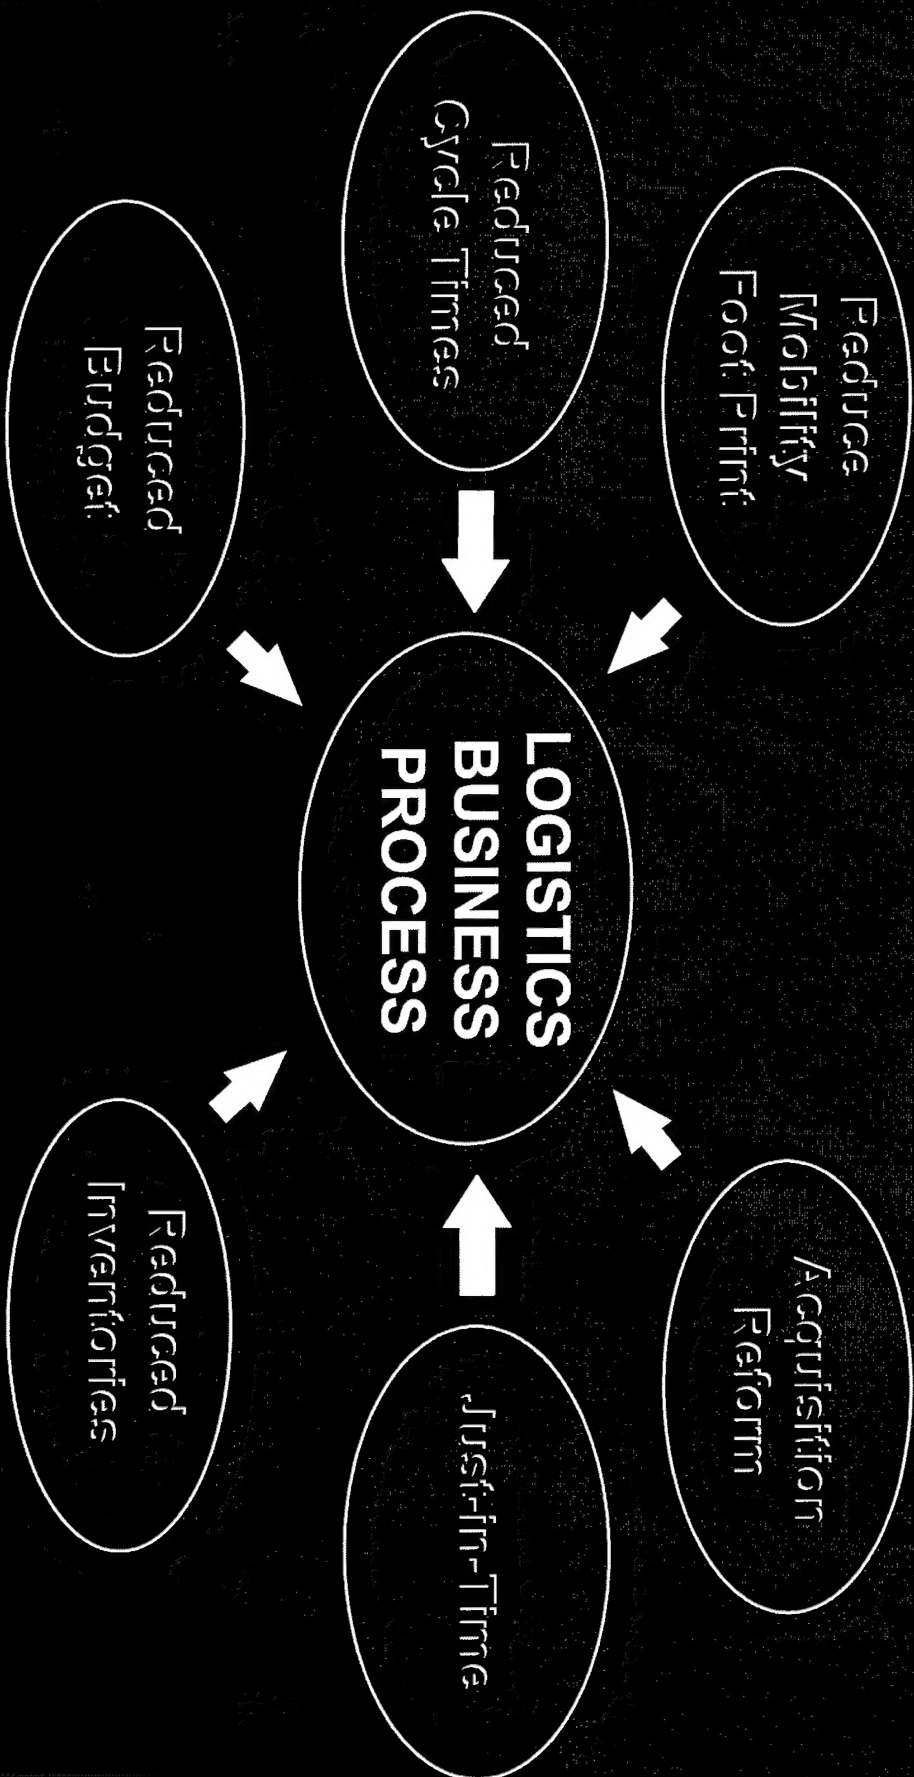 Reduce
Mobility
Foot Print
Acquisition
Reform
Reduced
Cycle Times
LOGISTICS
BUSINESS
PROCESS
Just-in-Time
Reduced
Budget
Reduced
Inventories